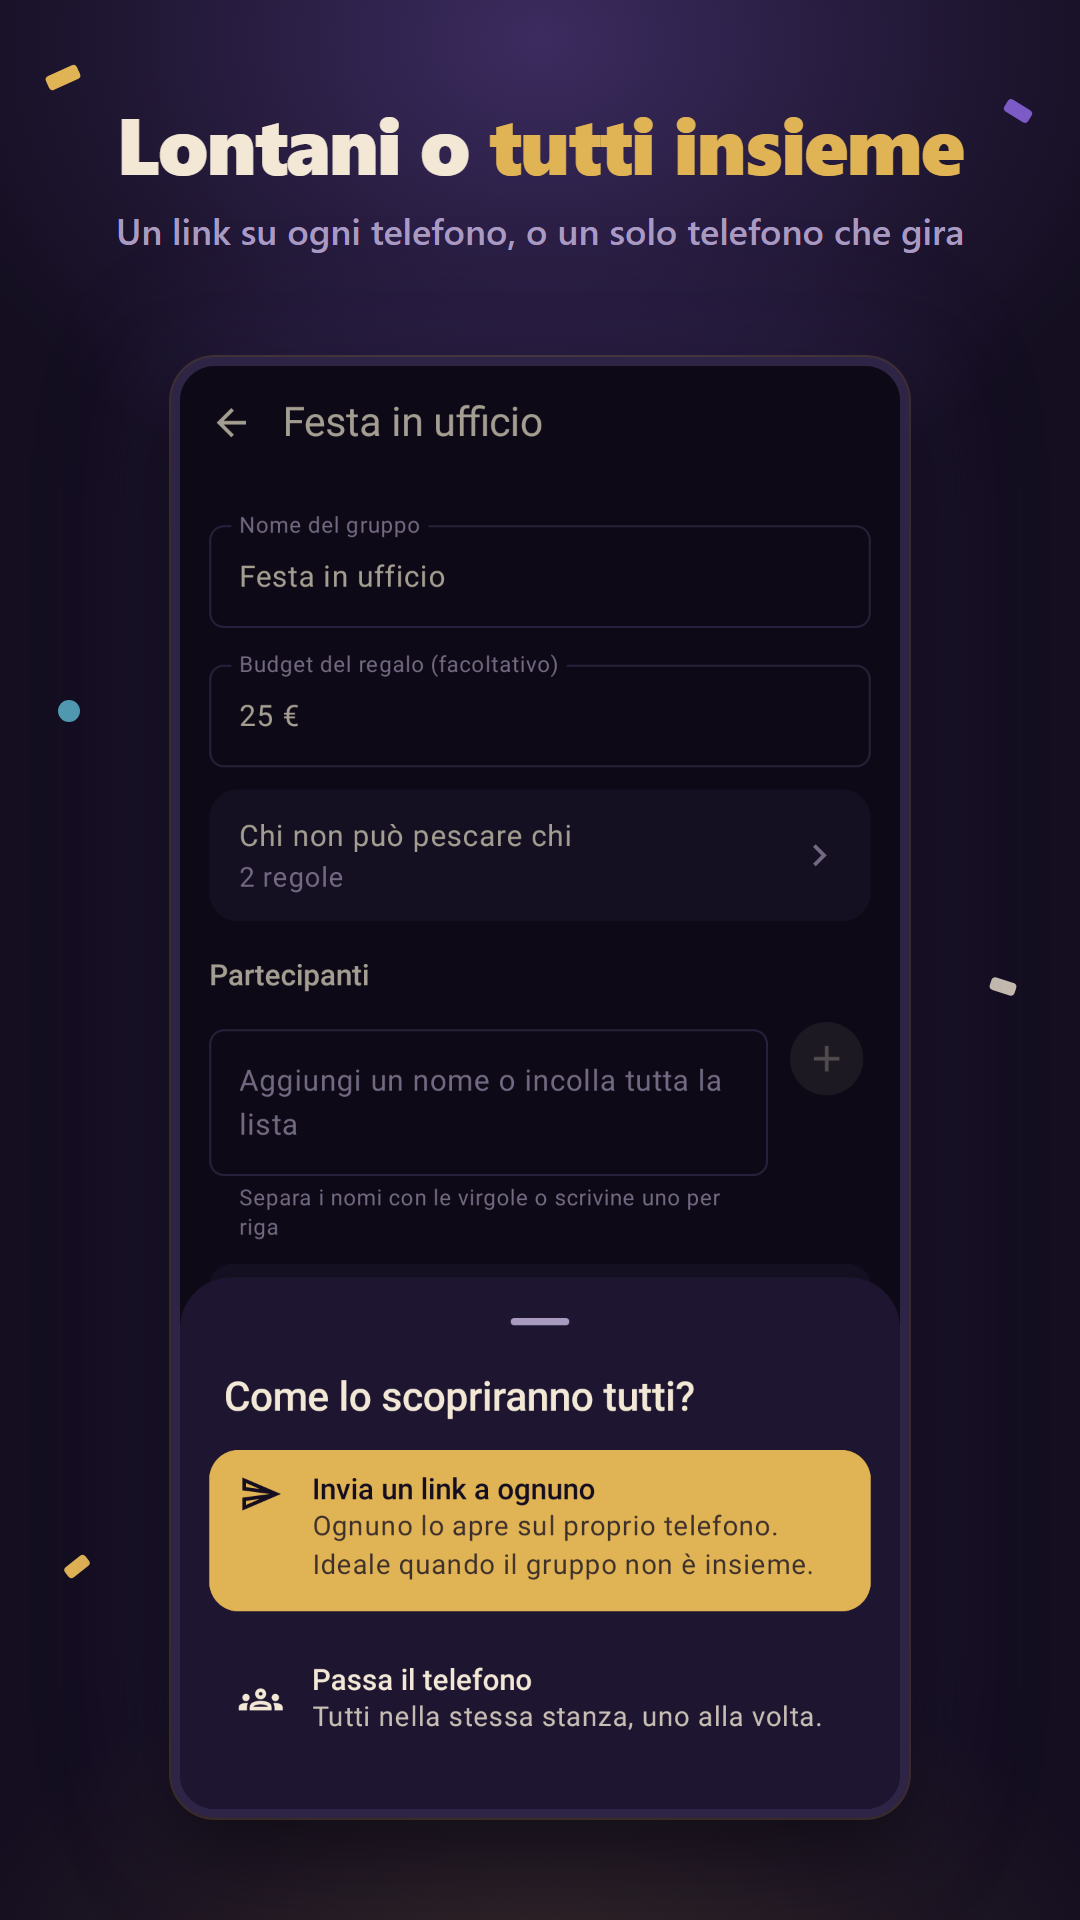 Lontani o tutti insieme
Un link su ogni telefono, o un solo telefono che gira
Festa in ufficio
Nome del gruppo
Festa in ufficio
Budget del regalo (facoltativo)
25 €
Chi non può pescare chi
2 regole
Partecipanti
Aggiungi un nome o incolla tutta la
lista
Separa i nomi con le virgole o scrivine uno per
riga
Come lo scopriranno tutti?
Invia un link a ognuno
Ognuno lo apre sul proprio telefono.
Ideale quando il gruppo non è insieme.
Passa il telefono
Tutti nella stessa stanza, uno alla volta.